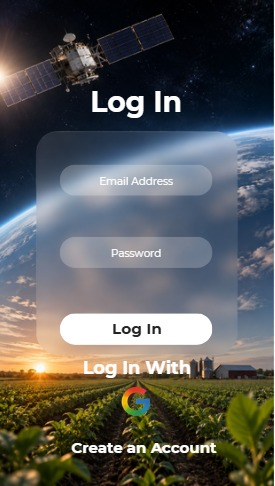 Log In
Email Address
Password
Log In
Log In With
Create an Account